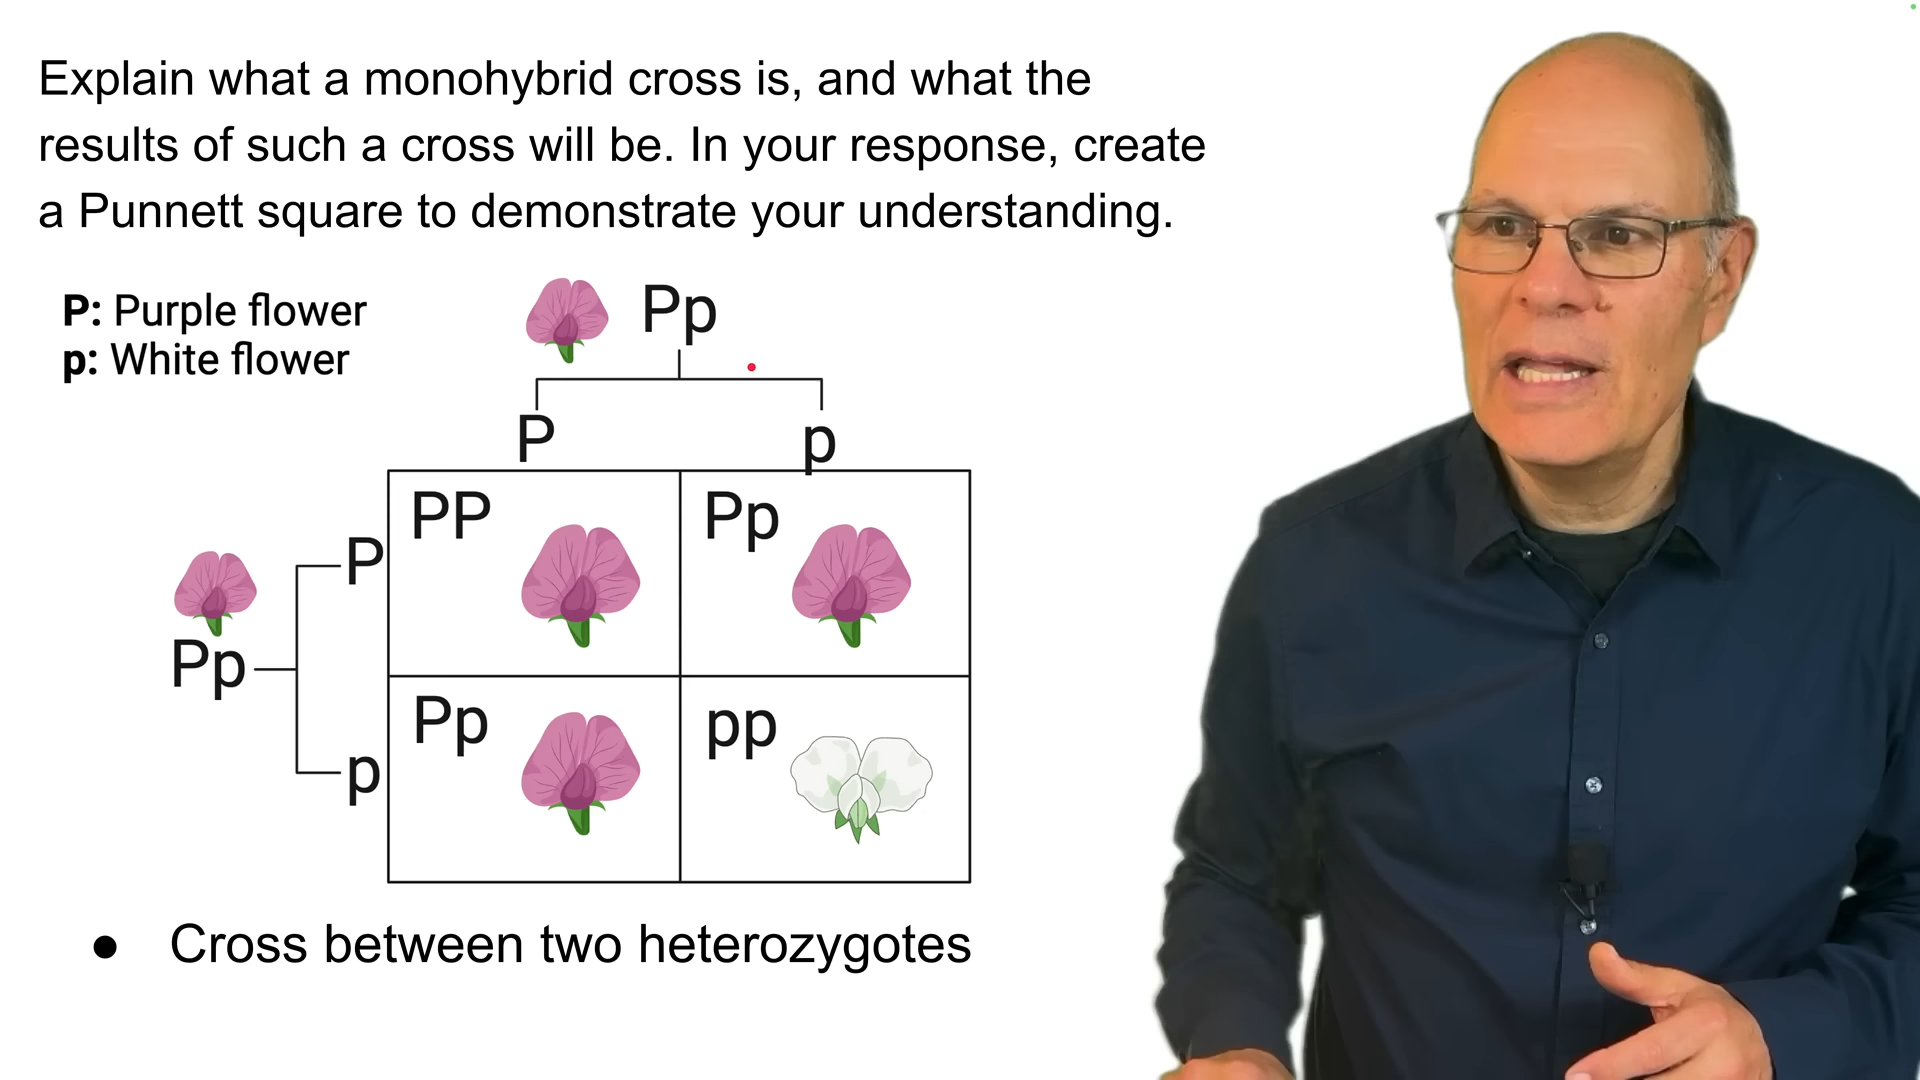 Explain what a monohybrid cross is, and what the
results of such a cross will be. In your response, create
a Punnett square to demonstrate your understanding.
P: Purple flower
p: White flower
Pp
P
p
P
PP
Pp
Pp
p
Pp
pp
● Cross between two heterozygotes